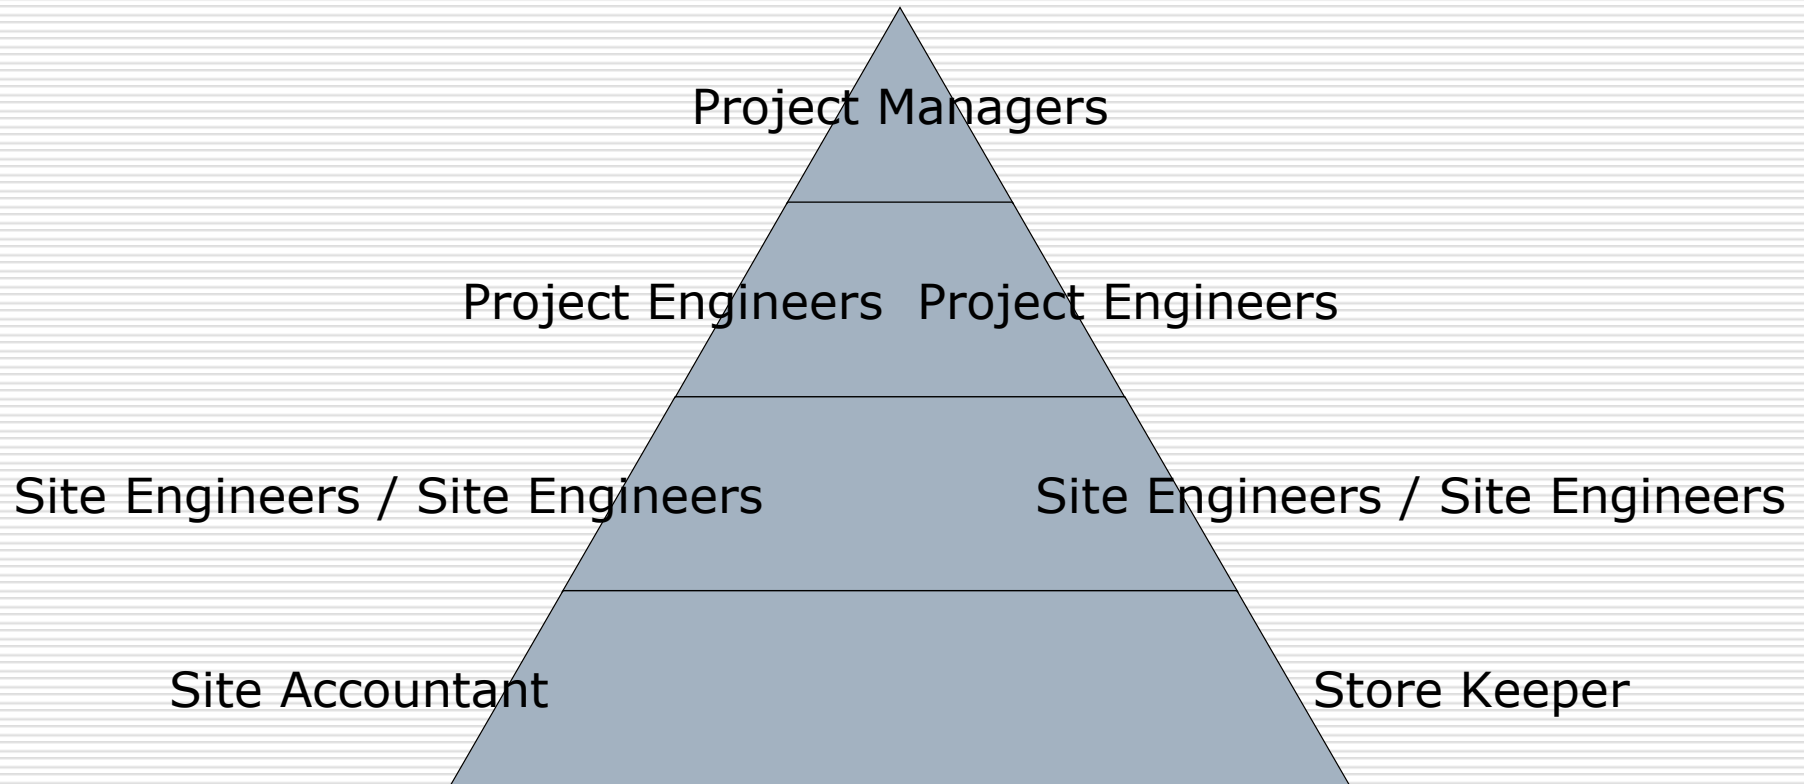 Project Managers
Project Engineers  Project Engineers
Site Engineers / Site Engineers Site Engineers / Site Engineers
Site Accountant Store Keeper